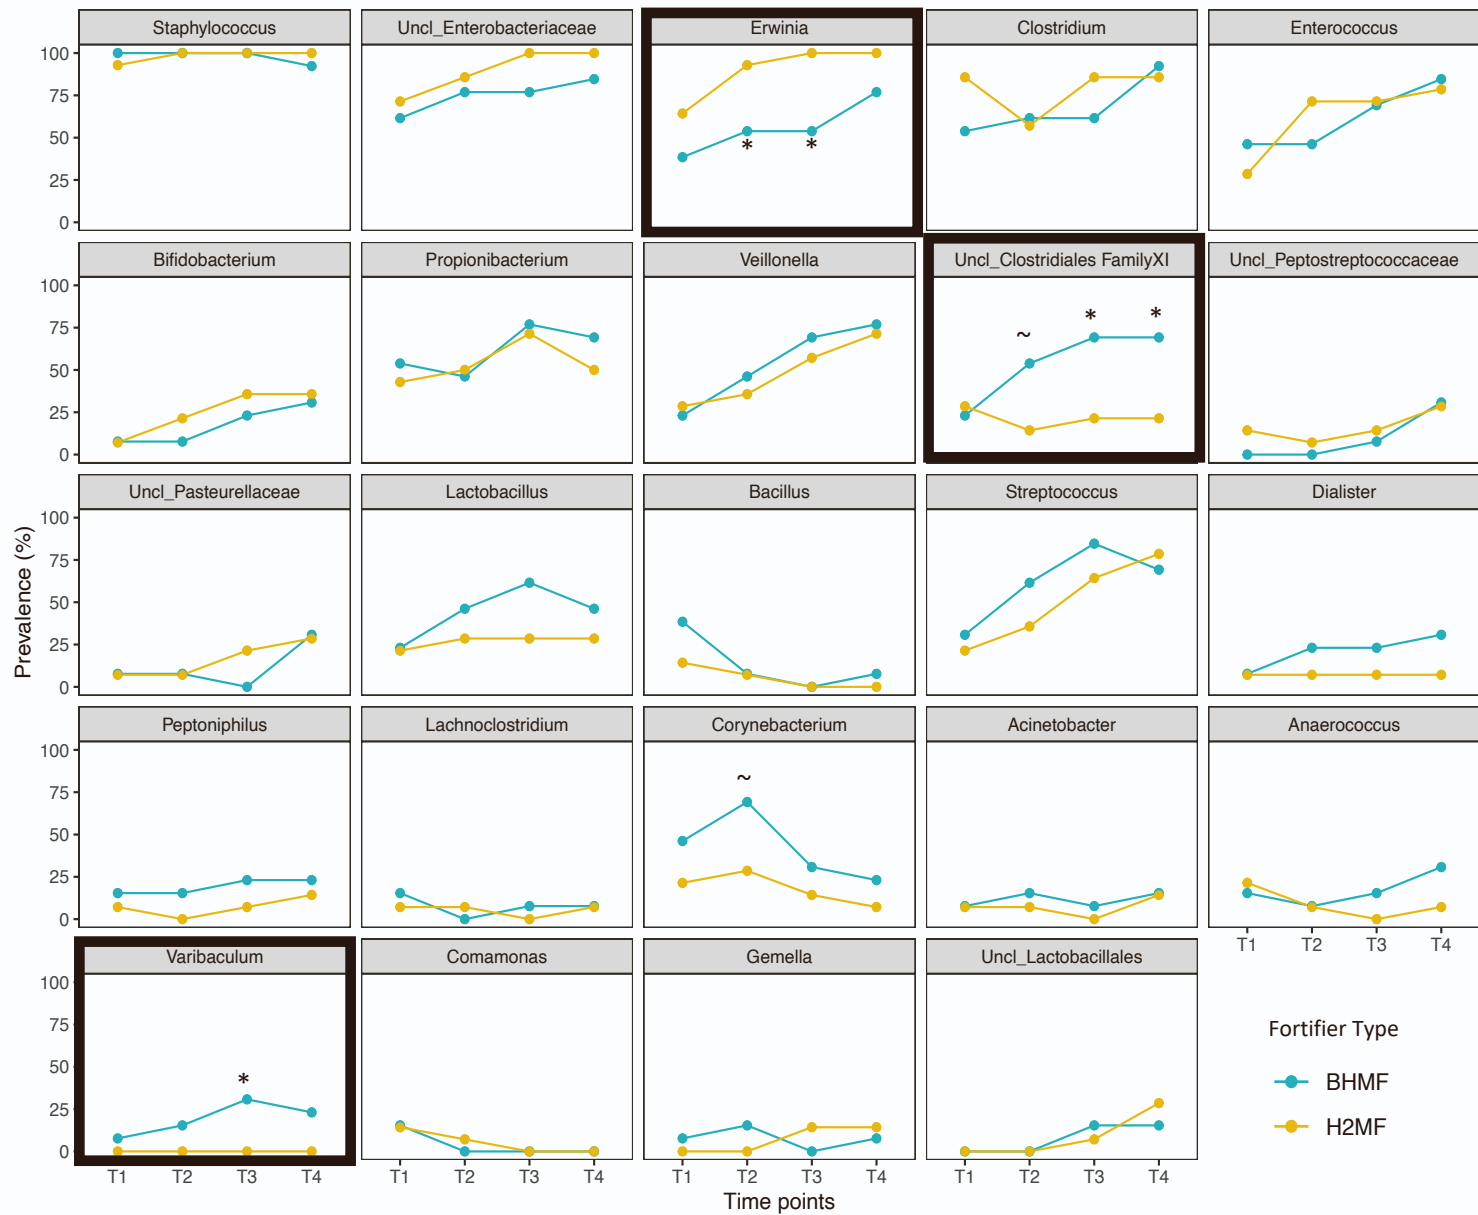 Staphylococcus Uncl_Enterobacteriaceae Erwinia Clostridium Enterococcus
100
75
50
* *
25
0
Bifidobacterium Propionibacterium Veillonella Uncl_Clostridiales FamilyXI Uncl_Peptostreptococcaceae
100
~ * *
75
50
25
0
Uncl_Pasteurellaceae Lactobacillus Bacillus Streptococcus Dialister
100
75
50
25
0
Prevalence (%)
Peptoniphilus Lachnoclostridium Corynebacterium Acinetobacter Anaerococcus
100
~
75
50
25
0
T1 T2 T3 T4
Varibaculum Comamonas Gemella Uncl_Lactobacillales
100
75
50
*
25
0
T1 T2 T3 T4 T1 T2 T3 T4 T1 T2 T3 T4 T1 T2 T3 T4
Time points
Fortifier Type
BHMF
H2MF